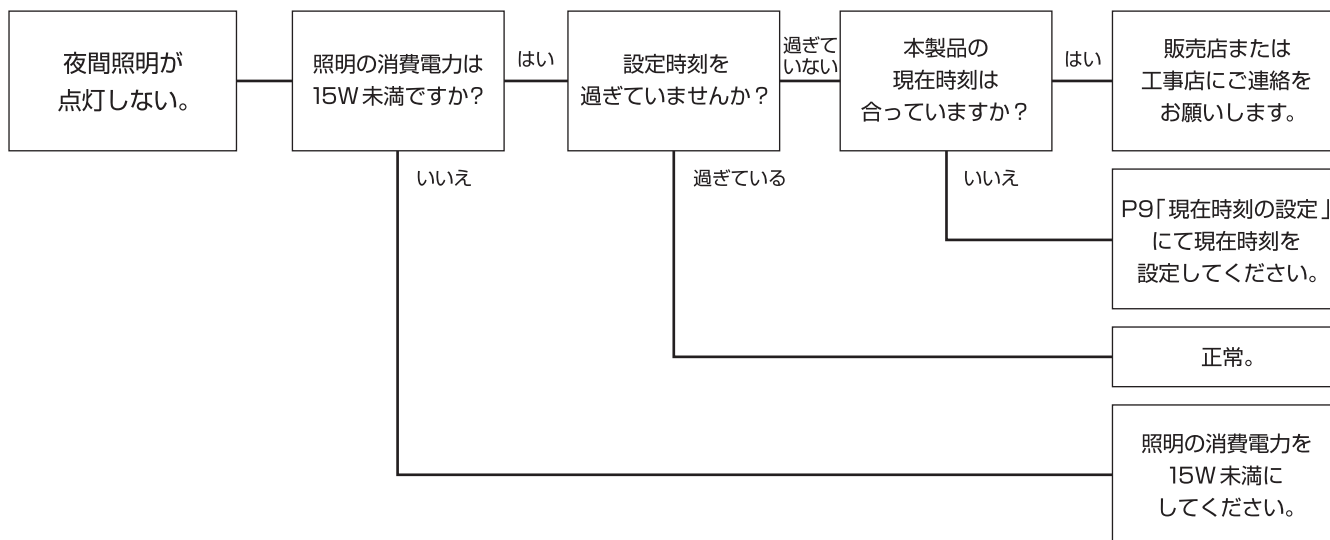 夜間照明が
点灯しない。
照明の消費電力は
15W未満ですか？
はい
設定時刻を
過ぎていませんか？
過ぎて
いない
本製品の
現在時刻は
合っていますか？
はい
販売店または
工事店にご連絡を
お願いします。
いいえ
過ぎている
いいえ
P9「現在時刻の設定」
にて現在時刻を
設定してください。
正常。
照明の消費電力を
15W未満に
してください。